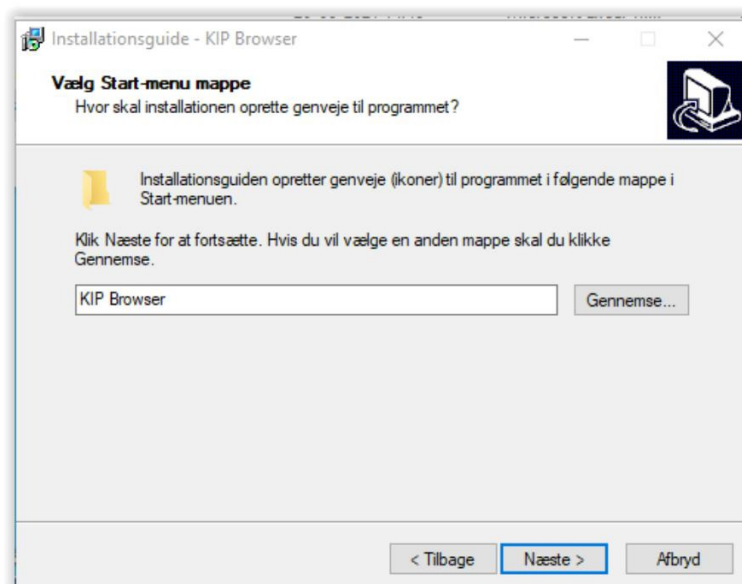 Installationsguide - KIP Browser
Vælg Start-menu mappe
Hvor skal installationen oprette genveje til programmet?
Installationsguiden opretter genveje (ikoner) til programmet i følgende mappe i
Start-menuen.
Klik Næste for at fortsætte. Hvis du vil vælge en anden mappe skal du klikke
Gennemse.
KIP Browser
Gennemse...
< Tilbage
Næste >
Afbryd